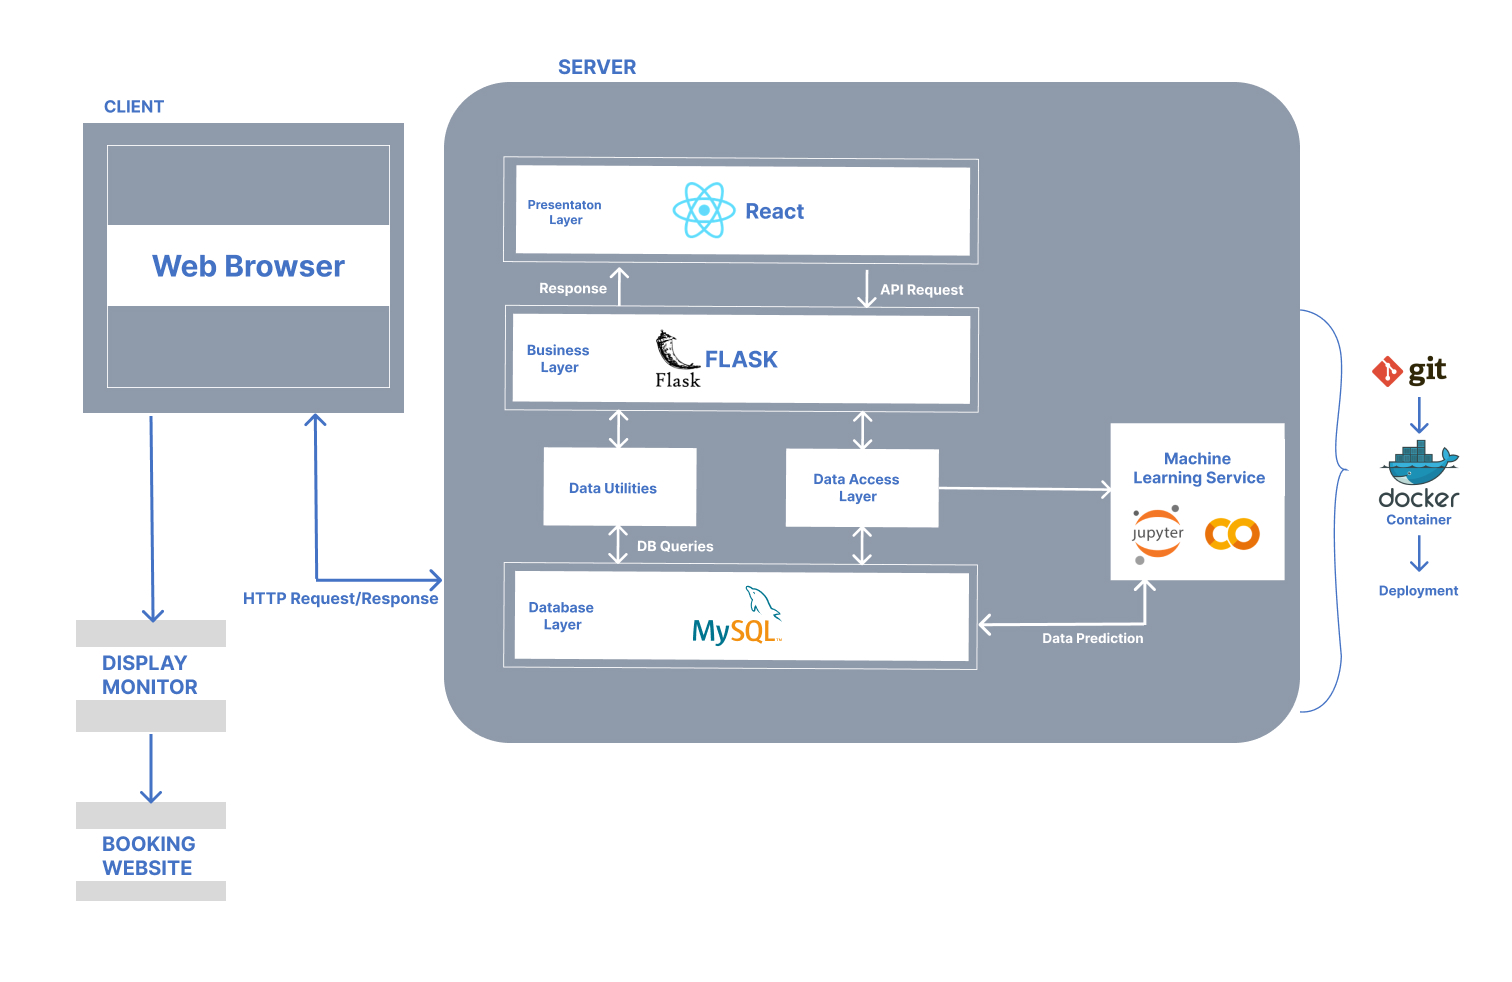 SERVER
CLIENT
Web Browser
Presentaton
Layer
React
Response
API Request
Business
Layer
Flask
FLASK
git
Data Utilities
Data Access
Layer
Machine
Learning Service
jupyter
docker
Container
DB Queries
HTTP Request/Response
Database
Layer
MySQL™
Data Prediction
Deployment
DISPLAY
MONITOR
BOOKING
WEBSITE